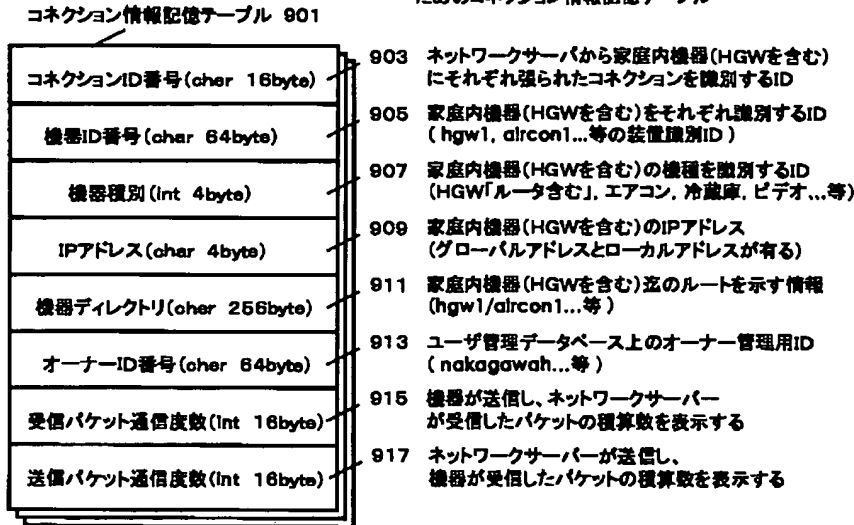 ためのコネクション情報記憶テーブル
コネクション情報記憶テーブル 901
コネクションID番号(char 16byte)
903 ネットワークサーバから家庭内機器(HGWを含む)
にそれぞれ張られたコネクションを識別するID
機器ID番号(char 64byte)
905 家庭内機器(HGWを含む)をそれぞれ識別するID
(hgw1, aircon1...等の装置識別ID)
機器種別(int 4byte)
907 家庭内機器(HGWを含む)の機種を識別するID
(HGW「ルータ含む」, エアコン, 冷蔵庫, ビデオ...等)
IPアドレス(char 4byte)
909 家庭内機器(HGWを含む)のIPアドレス
(グローバルアドレスとローカルアドレスが有る)
機器ディレクトリ(char 256byte)
911 家庭内機器(HGWを含む)迄のルートを示す情報
(hgw1/aircon1...等)
オーナーID番号(char 64byte)
913 ユーザ管理データベース上のオーナー管理用ID
(nakagawah...等)
受信パケット通信度数(int 16byte)
915 機器が送信し、ネットワークサーバー
が受信したパケットの積算数を表示する
送信パケット通信度数(int 16byte)
917 ネットワークサーバーが送信し、
機器が受信したパケットの積算数を表示する